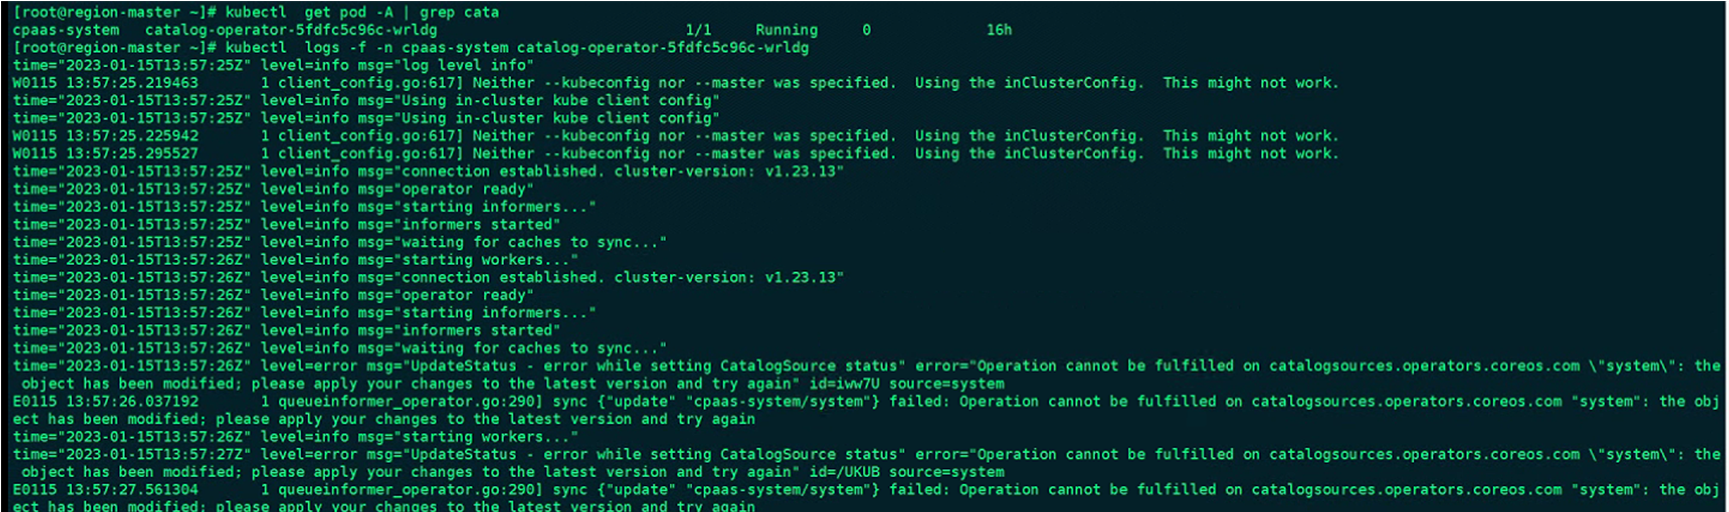 [root@region-master ~]# kubectl  get pod -A | grep cata
cpaas-system   catalog-operator-5fdfc5c96c-wrldg                              1/1     Running     0              16h
[root@region-master ~]# kubectl  logs -f -n cpaas-system catalog-operator-5fdfc5c96c-wrldg
time="2023-01-15T13:57:25Z" level=info msg="log level info"
W0115 13:57:25.219463       1 client_config.go:617] Neither --kubeconfig nor --master was specified.  Using the inClusterConfig.  This might not work.
time="2023-01-15T13:57:25Z" level=info msg="Using in-cluster kube client config"
time="2023-01-15T13:57:25Z" level=info msg="Using in-cluster kube client config"
W0115 13:57:25.225942       1 client_config.go:617] Neither --kubeconfig nor --master was specified.  Using the inClusterConfig.  This might not work.
W0115 13:57:25.295527       1 client_config.go:617] Neither --kubeconfig nor --master was specified.  Using the inClusterConfig.  This might not work.
time="2023-01-15T13:57:25Z" level=info msg="connection established. cluster-version: v1.23.13"
time="2023-01-15T13:57:25Z" level=info msg="operator ready"
time="2023-01-15T13:57:25Z" level=info msg="starting informers..."
time="2023-01-15T13:57:25Z" level=info msg="informers started"
time="2023-01-15T13:57:25Z" level=info msg="waiting for caches to sync..."
time="2023-01-15T13:57:26Z" level=info msg="starting workers..."
time="2023-01-15T13:57:26Z" level=info msg="connection established. cluster-version: v1.23.13"
time="2023-01-15T13:57:26Z" level=info msg="operator ready"
time="2023-01-15T13:57:26Z" level=info msg="starting informers..."
time="2023-01-15T13:57:26Z" level=info msg="informers started"
time="2023-01-15T13:57:26Z" level=info msg="waiting for caches to sync..."
time="2023-01-15T13:57:26Z" level=error msg="UpdateStatus - error while setting CatalogSource status" error="Operation cannot be fulfilled on catalogsources.operators.coreos.com \"system\": the
 object has been modified; please apply your changes to the latest version and try again" id=iww7U source=system
E0115 13:57:26.037192       1 queueinformer_operator.go:290] sync {"update" "cpaas-system/system"} failed: Operation cannot be fulfilled on catalogsources.operators.coreos.com "system": the obj
ect has been modified; please apply your changes to the latest version and try again
time="2023-01-15T13:57:26Z" level=info msg="starting workers..."
time="2023-01-15T13:57:27Z" level=error msg="UpdateStatus - error while setting CatalogSource status" error="Operation cannot be fulfilled on catalogsources.operators.coreos.com \"system\": the
 object has been modified; please apply your changes to the latest version and try again" id=/UKUB source=system
E0115 13:57:27.561304       1 queueinformer_operator.go:290] sync {"update" "cpaas-system/system"} failed: Operation cannot be fulfilled on catalogsources.operators.coreos.com "system": the obj
ect has been modified; please apply your changes to the latest version and try again